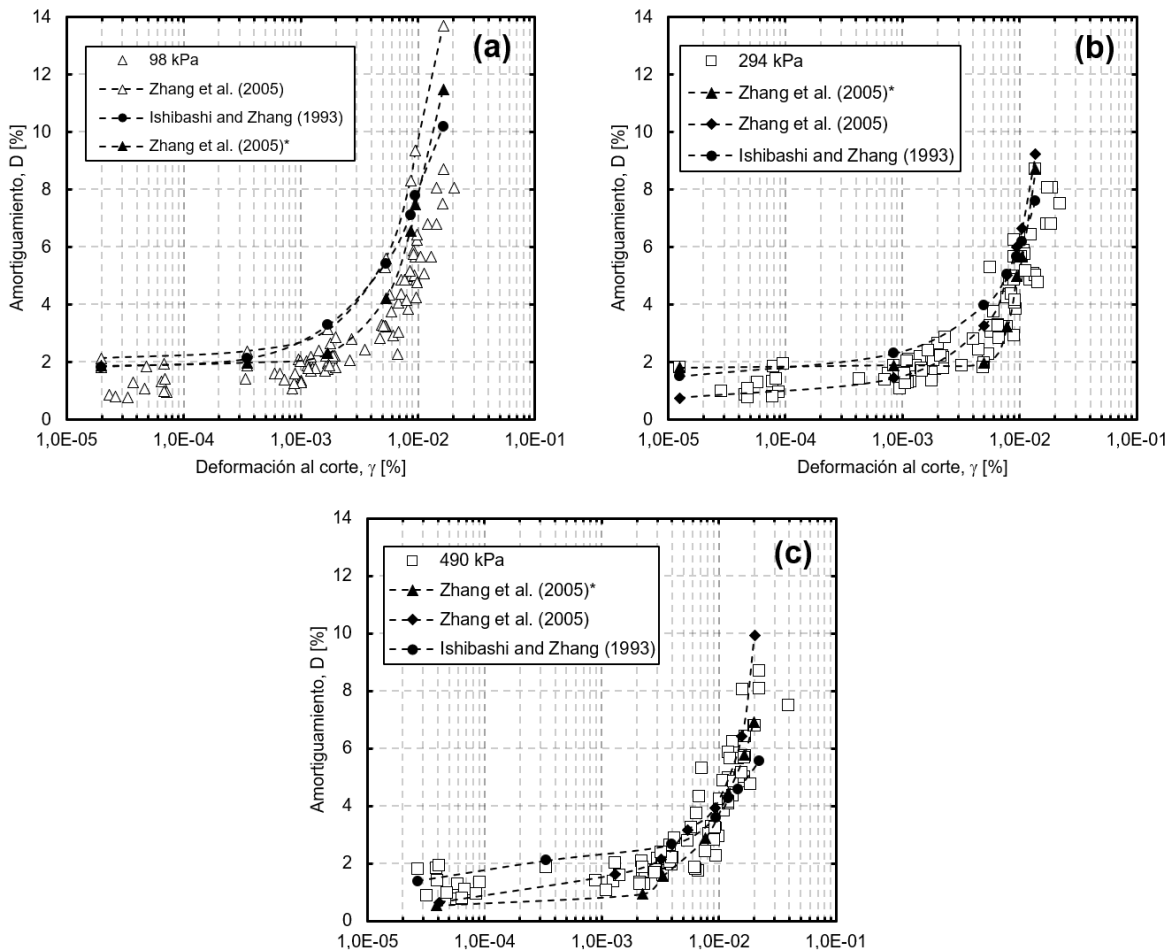 (a)
14
12
10
8
6
4
2
0
Amortiguamiento, D [%]
98 kPa
Zhang et al. (2005)
Ishibashi and Zhang (1993)
Zhang et al. (2005)*
1,0E-05 1,0E-04 1,0E-03 1,0E-02 1,0E-01
Deformación al corte, γ [%]
(b)
14
12
10
8
6
4
2
0
Amortiguamiento, D [%]
294 kPa
Zhang et al. (2005)*
Zhang et al. (2005)
Ishibashi and Zhang (1993)
1,0E-05 1,0E-04 1,0E-03 1,0E-02 1,0E-01
Deformación al corte, γ [%]
(c)
14
12
10
8
6
4
2
0
Amortiguamiento, D [%]
490 kPa
Zhang et al. (2005)*
Zhang et al. (2005)
Ishibashi and Zhang (1993)
1,0E-05 1,0E-04 1,0E-03 1,0E-02 1,0E-01